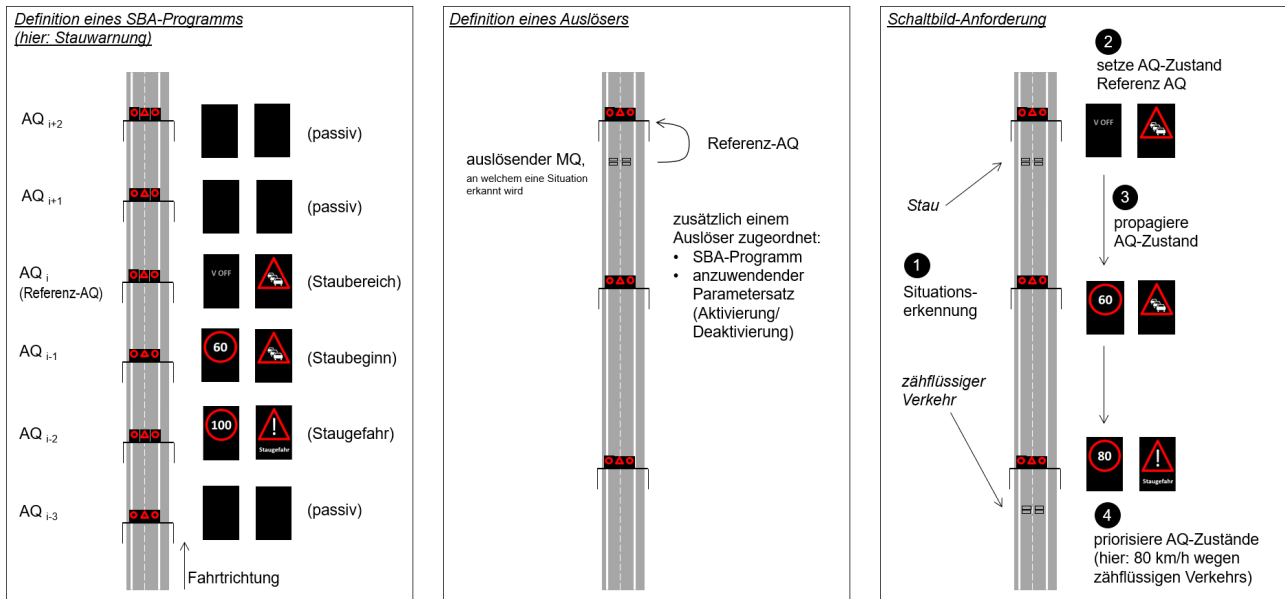 Definition eines SBA-Programms
(hier: Stauwarnung)
AQ i+2
(passiv)
AQ i+1
(passiv)
AQ i
(Referenz-AQ)
V OFF
(Staubereich)
AQ i-1
60
(Staubeginn)
AQ i-2
100
Staugefahr
(Staugefahr)
AQ i-3
(passiv)
Fahrtrichtung
Definition eines Auslösers
auslösender MQ,
an welchem eine Situation
erkannt wird
Referenz-AQ
zusätzlich einem
Auslöser zugeordnet:
• SBA-Programm
• anzuwendender
Parametersatz
(Aktivierung/
Deaktivierung)
Schaltbild-Anforderung
2
setze AQ-Zustand
Referenz AQ
V OFF
Stau
3
propagiere
AQ-Zustand
1
Situations-
erkennung
60
zähflüssiger
Verkehr
80
Staugefahr
4
priorisiere AQ-Zustände
(hier: 80 km/h wegen
zähflüssigen Verkehrs)